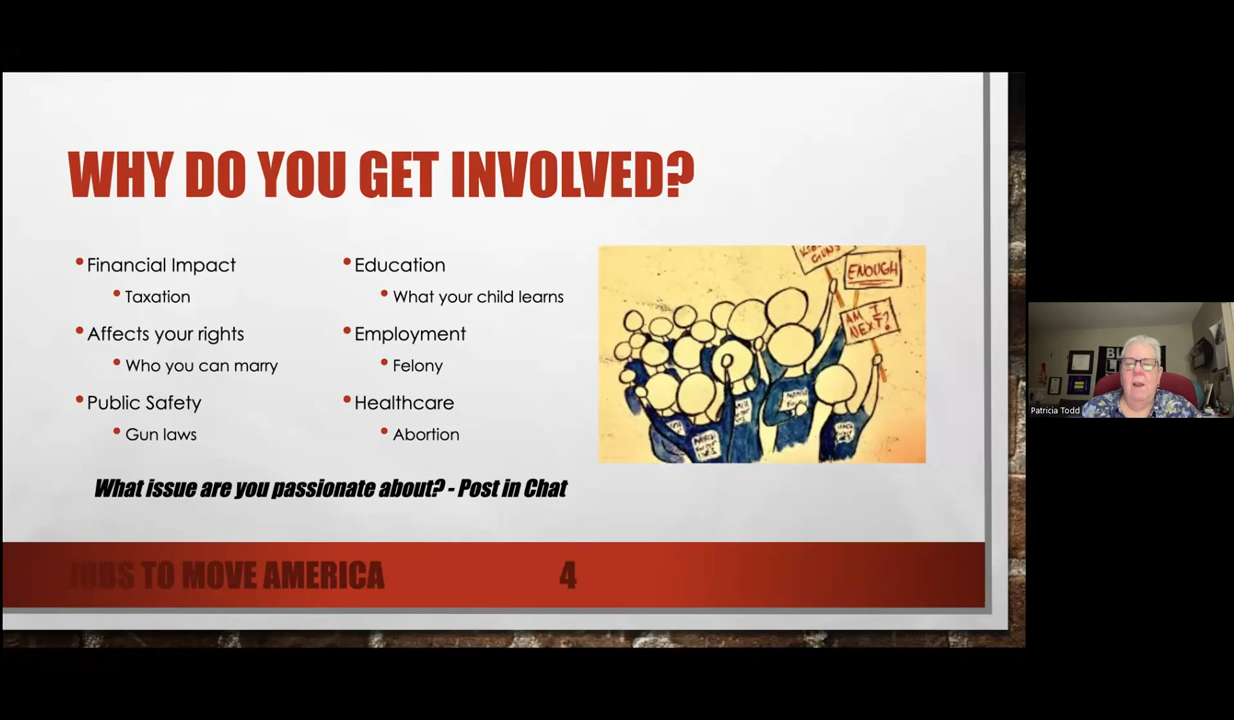 WHY DO YOU GET INVOLVED?
Financial Impact
Taxation
Affects your rights
Who you can marry
Public Safety
Gun laws
Education
What your child learns
Employment
Felony
Healthcare
Abortion
ENOUGH
AM I
NEXT?
What issue are you passionate about? - Post in Chat
JOBS TO MOVE AMERICA
4
Patricia Todd